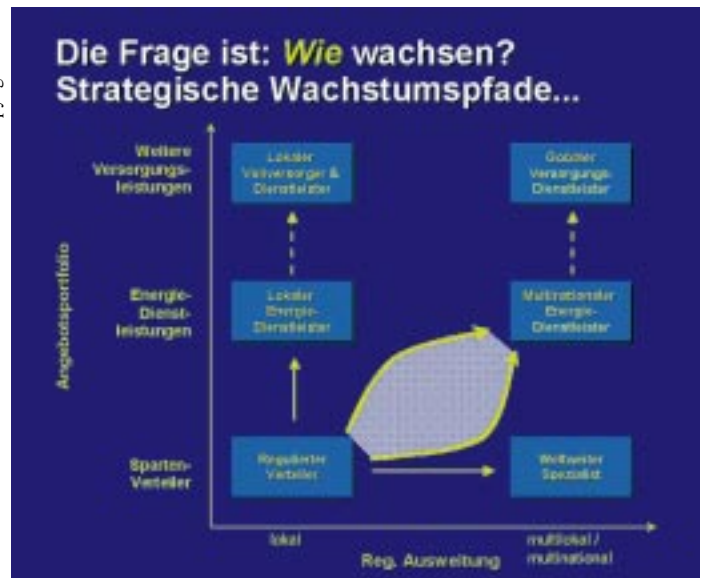 Die Frage ist: Wie wachsen?
Strategische Wachstumspfade...
Weitere
Versorgungs-
leistungen
Lokaler
Vollversorger &
Dienstleister
Globaler
Versorgungs-
Dienstleister
Angebotsportfolio
Energie-
Dienst-
leistungen
Lokaler
Energie-
Dienstleister
Multinationaler
Energie-
Dienstleister
Sparten-
Verteiler
Regulierter
Verteiler
Weltweiter
Spezialist
lokal
multilokal /
multinational
Reg. Ausweitung